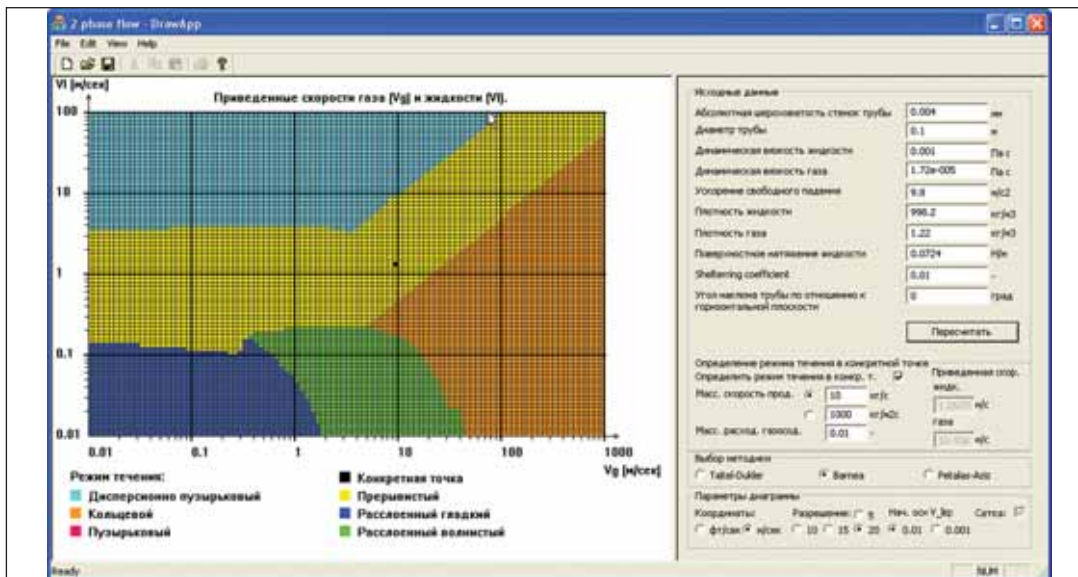 2 phase flow - DrawApp
File Edit View Help
Vl [м/сек]
Приведенные скорости газа (Vg) и жидкости (Vl).
100
10
1
0.1
0.01
0.01 0.1 1 10 100 1000
Vg [м/сек]
Режим течения:
Дисперсионно пузырьковый
Кольцевой
Пузырьковый
Конкретная точка
Прерывистый
Расслоенный гладкий
Расслоенный волнистый
Исходные данные
Абсолютная шероховатость стенок трубы 0.004 мм
Диаметр трубы 0.1 м
Динамическая вязкость жидкости 0.001 Па с
Динамическая вязкость газа 1.72e-005 Па с
Ускорение свободного падения 9.8 м/с2
Плотность жидкости 998.2 кг/м3
Плотность газа 1.22 кг/м3
Поверхностное натяжение жидкости 0.0724 Н/м
Sheltering coefficient 0.01 -
Угол наклона трубы по отношению к 0 град
горизонтальной плоскости
Пересчитать
Определение режима течения в конкретной точке
Определить режим течения в конкр. т.
Приведенная скор.
жидк.
Масс. скорость прод. 10 кг/с
м/с
1000 кг/м2с
газа
Масс. расход. газосод. 0.01 -
м/с
Выбор методики
Taitel-Dukler Barnea Petalas-Aziz
Параметры диаграммы
Координаты: Разрешение: 5 Нач. оси V_liq: Сетка:
фт/сек м/сек 10 15 20 0.01 0.001
Ready
NUM